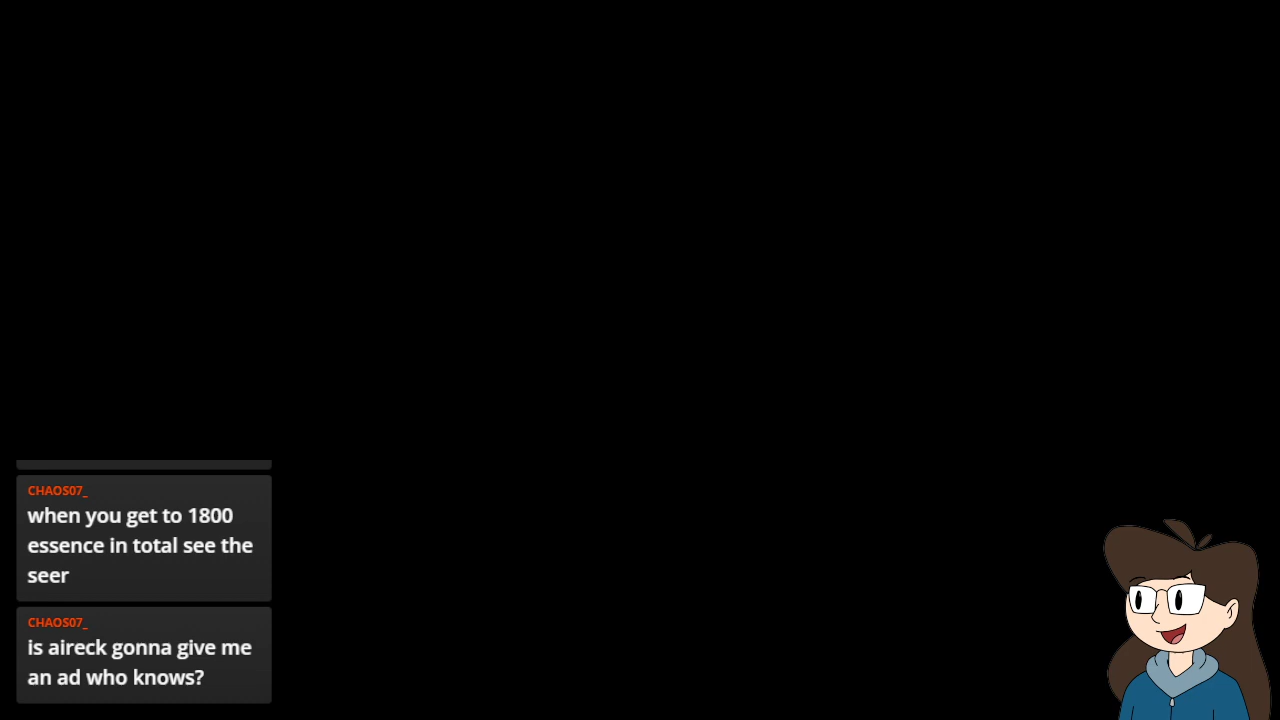 CHAOS07_
when you get to 1800
essence in total see the
seer
CHAOS07_
is aireck gonna give me
an ad who knows?